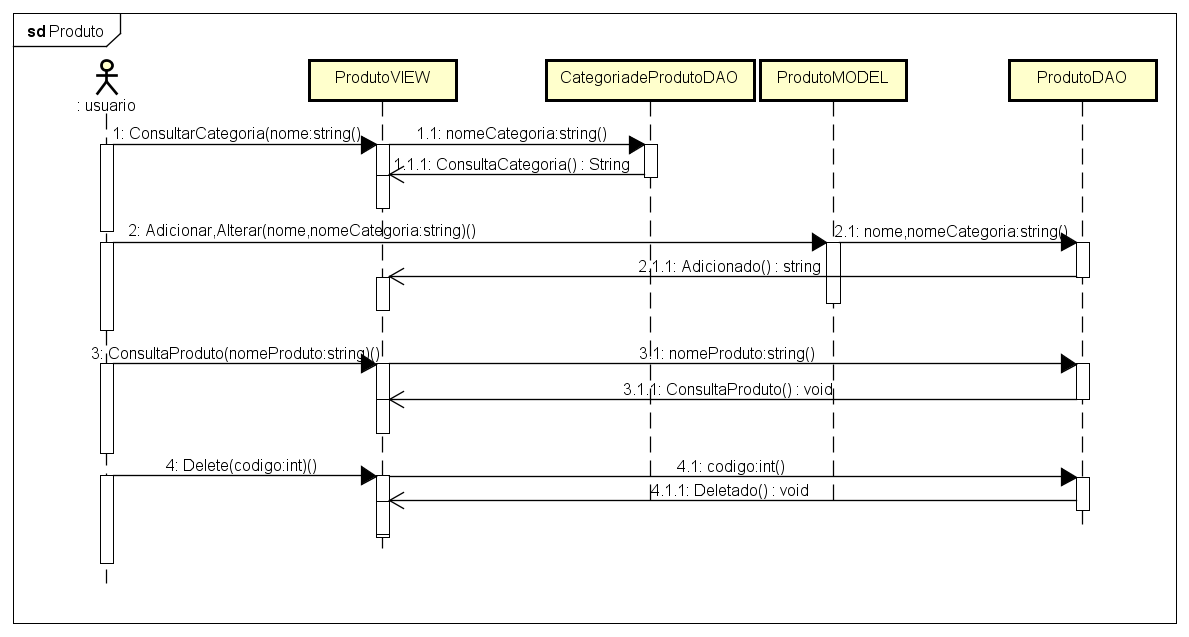 sd Produto
: usuario
ProdutoVIEW
CategoriadeProdutoDAO
ProdutoMODEL
ProdutoDAO
1: ConsultarCategoria(nome:string()
1.1: nomeCategoria:string()
1.1.1: ConsultaCategoria() : String
2: Adicionar,Alterar(nome,nomeCategoria:string)()
2.1: nome,nomeCategoria:string()
2.1.1: Adicionado() : string
3: ConsultaProduto(nomeProduto:string)()
3.1: nomeProduto:string()
3.1.1: ConsultaProduto() : void
4: Delete(codigo:int)()
4.1: codigo:int()
4.1.1: Deletado() : void